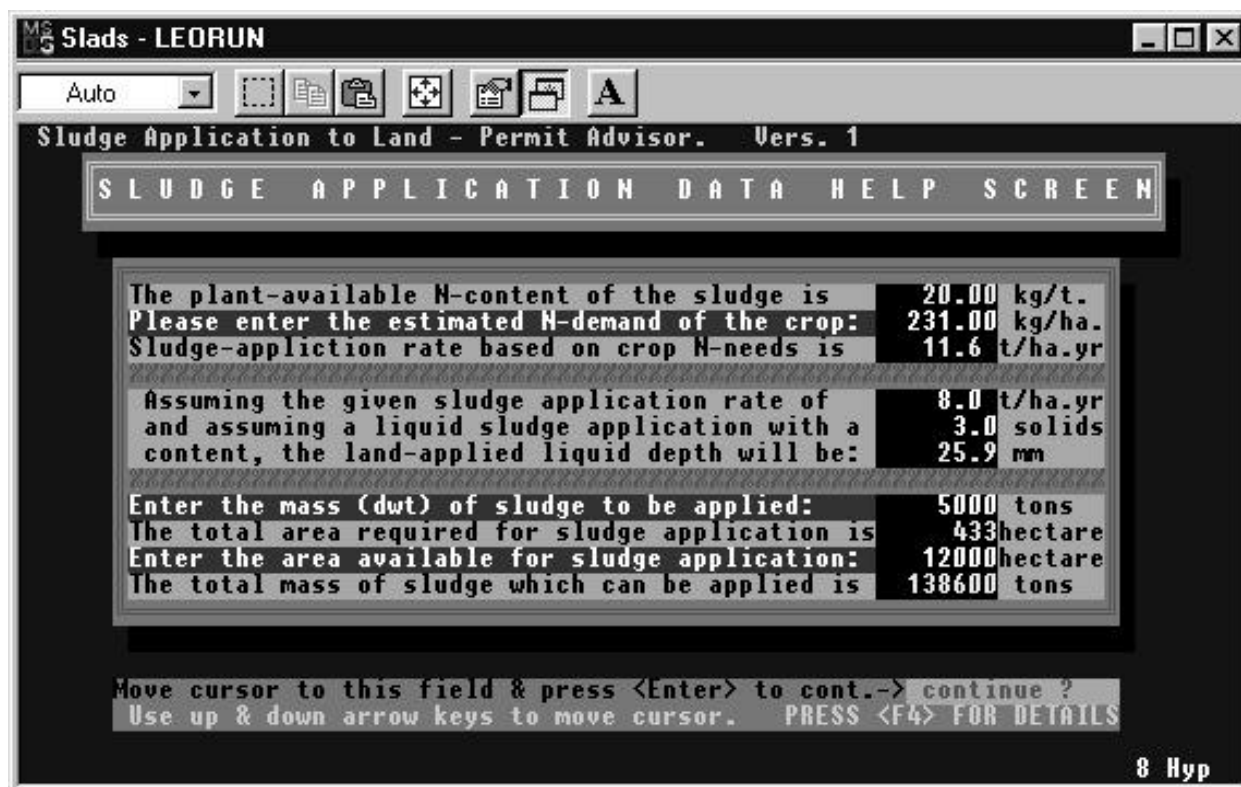 Slads - LEORUN
Auto
A
Sludge Application to Land - Permit Advisor. Vers. 1
SLUDGE APPLICATION DATA HELP SCREEN
The plant-available N-content of the sludge is 20.00 kg/t.
Please enter the estimated N-demand of the crop: 231.00 kg/ha.
Sludge-appliction rate based on crop N-needs is 11.6 t/ha.yr
Assuming the given sludge application rate of 8.0 t/ha.yr
and assuming a liquid sludge application with a 3.0 solids
content, the land-applied liquid depth will be: 25.9 mm
Enter the mass (dwt) of sludge to be applied: 5000 tons
The total area required for sludge application is 433hectare
Enter the area available for sludge application: 12000hectare
The total mass of sludge which can be applied is 138600 tons
Move cursor to this field & press <Enter> to cont.-> continue ?
Use up & down arrow keys to move cursor. PRESS <F4> FOR DETAILS
8 Hyp